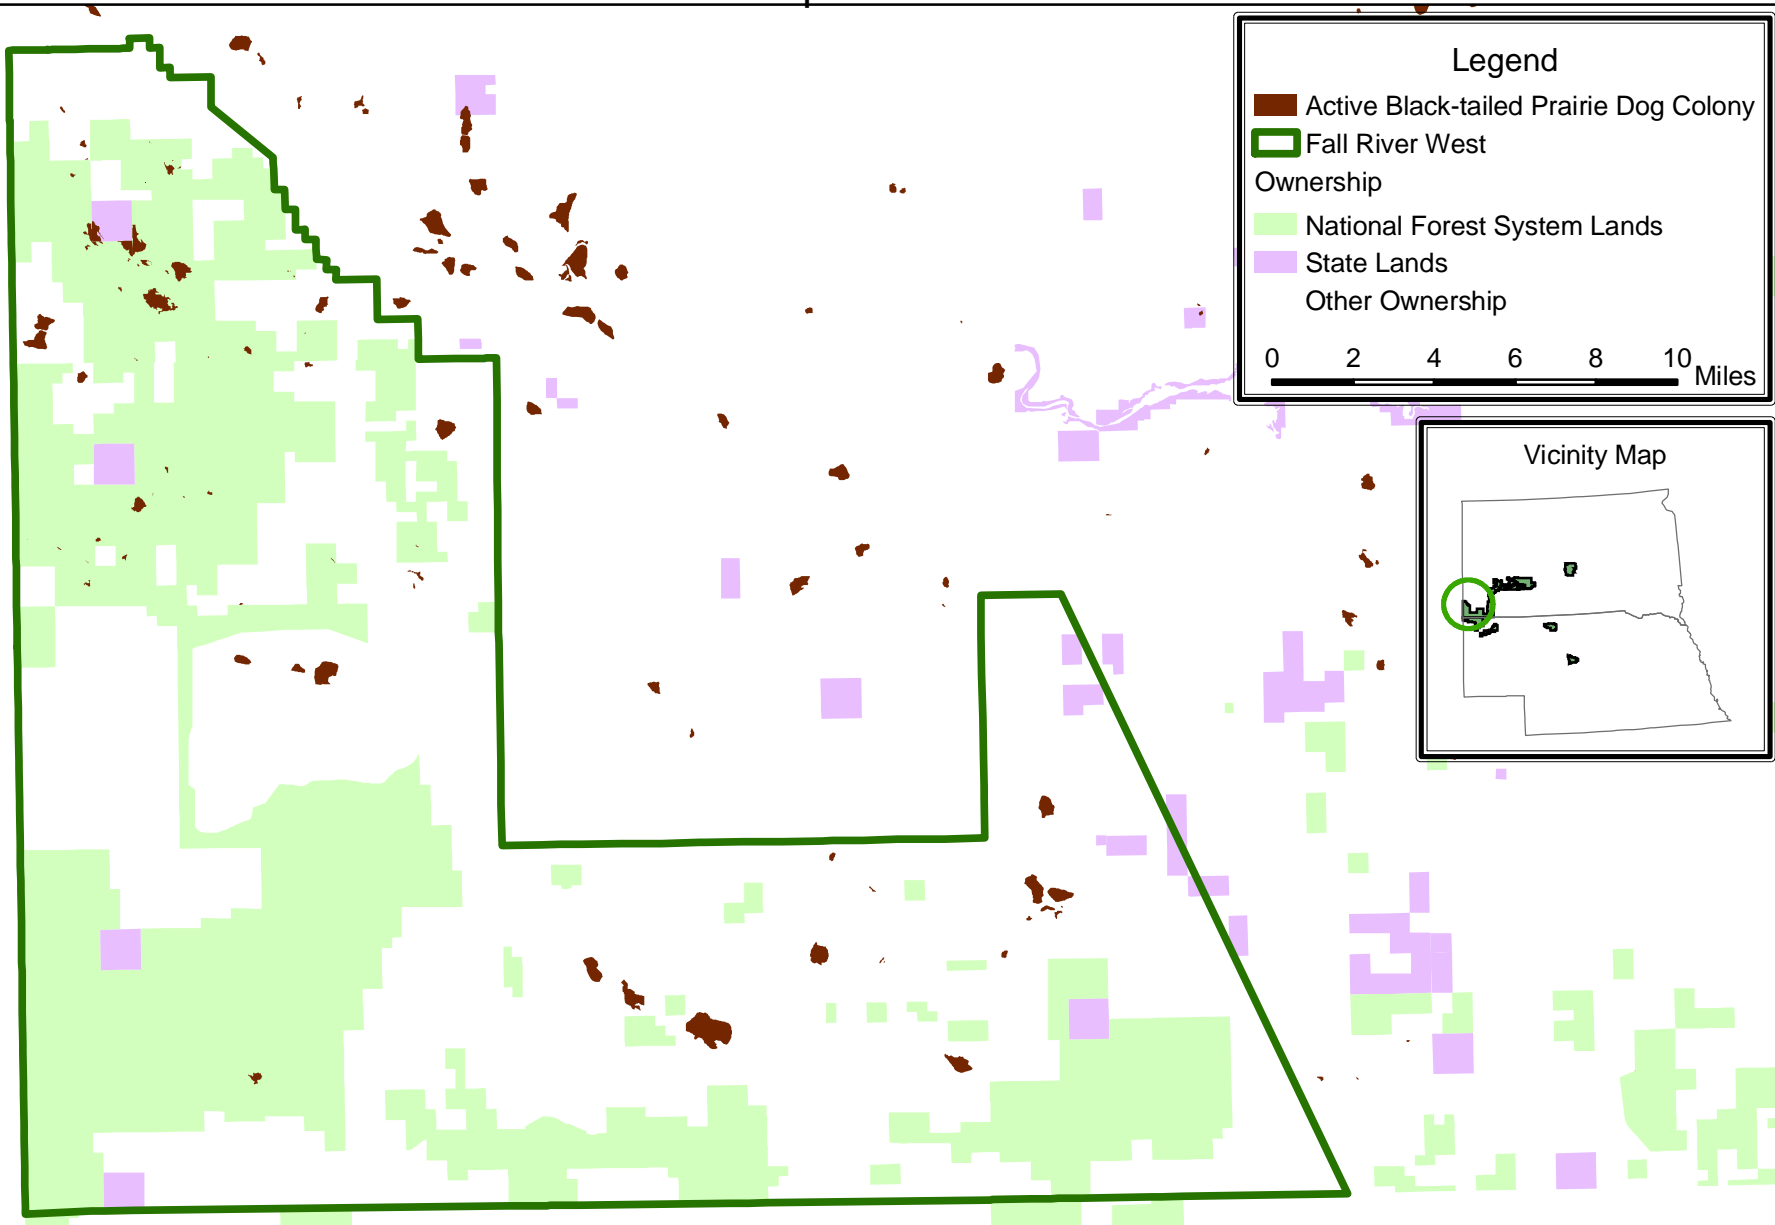 Legend
Active Black-tailed Prairie Dog Colony
Fall River West
Ownership
National Forest System Lands
State Lands
Other Ownership
0 2 4 6 8 10
Miles
Vicinity Map